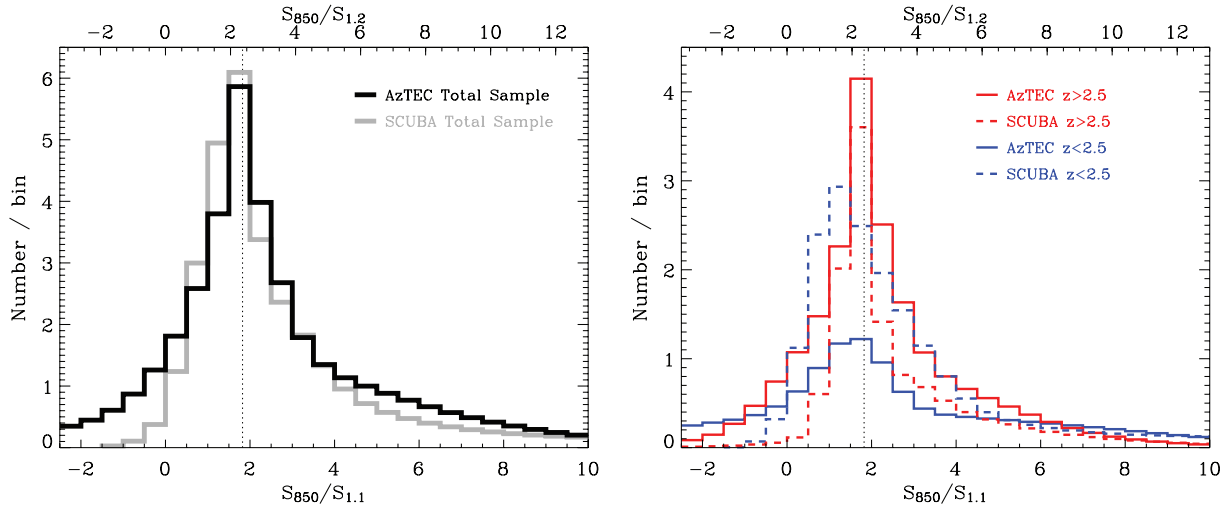 S850/S1.2
−2 0 2 4 6 8 10 12
6
5
4
3
2
1
0
Number / bin
AzTEC Total Sample
SCUBA Total Sample
−2 0 2 4 6 8 10
S850/S1.1
S850/S1.2
−2 0 2 4 6 8 10 12
4
3
2
1
0
Number / bin
AzTEC z>2.5
SCUBA z>2.5
AzTEC z<2.5
SCUBA z<2.5
−2 0 2 4 6 8 10
S850/S1.1